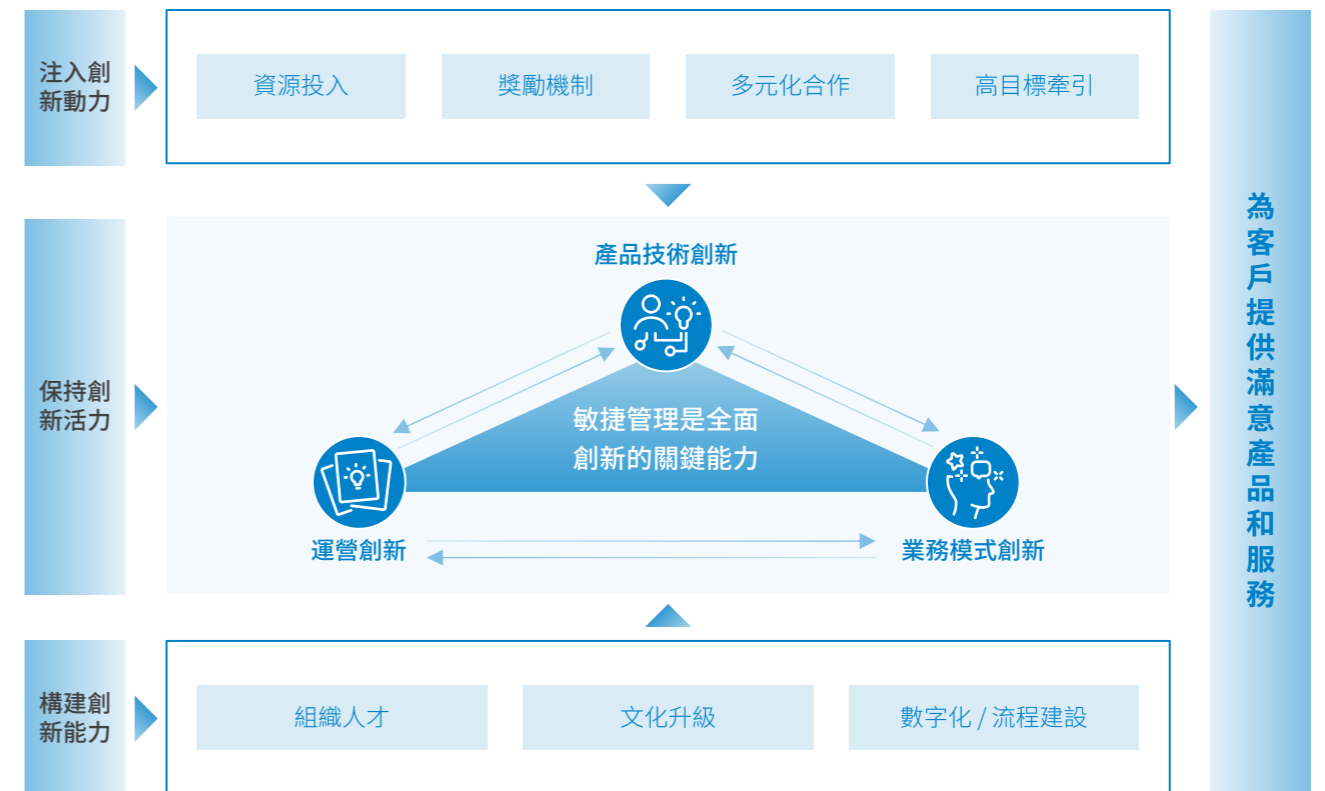 注入創
新動力
資源投入
獎勵機制
多元化合作
高目標牽引
保持創
新活力
產品技術創新
敏捷管理是全面
創新的關鍵能力
運營創新
業務模式創新
構建創
新能力
組織人才
文化升級
數字化 / 流程建設
為客戶提供滿意產品和服務